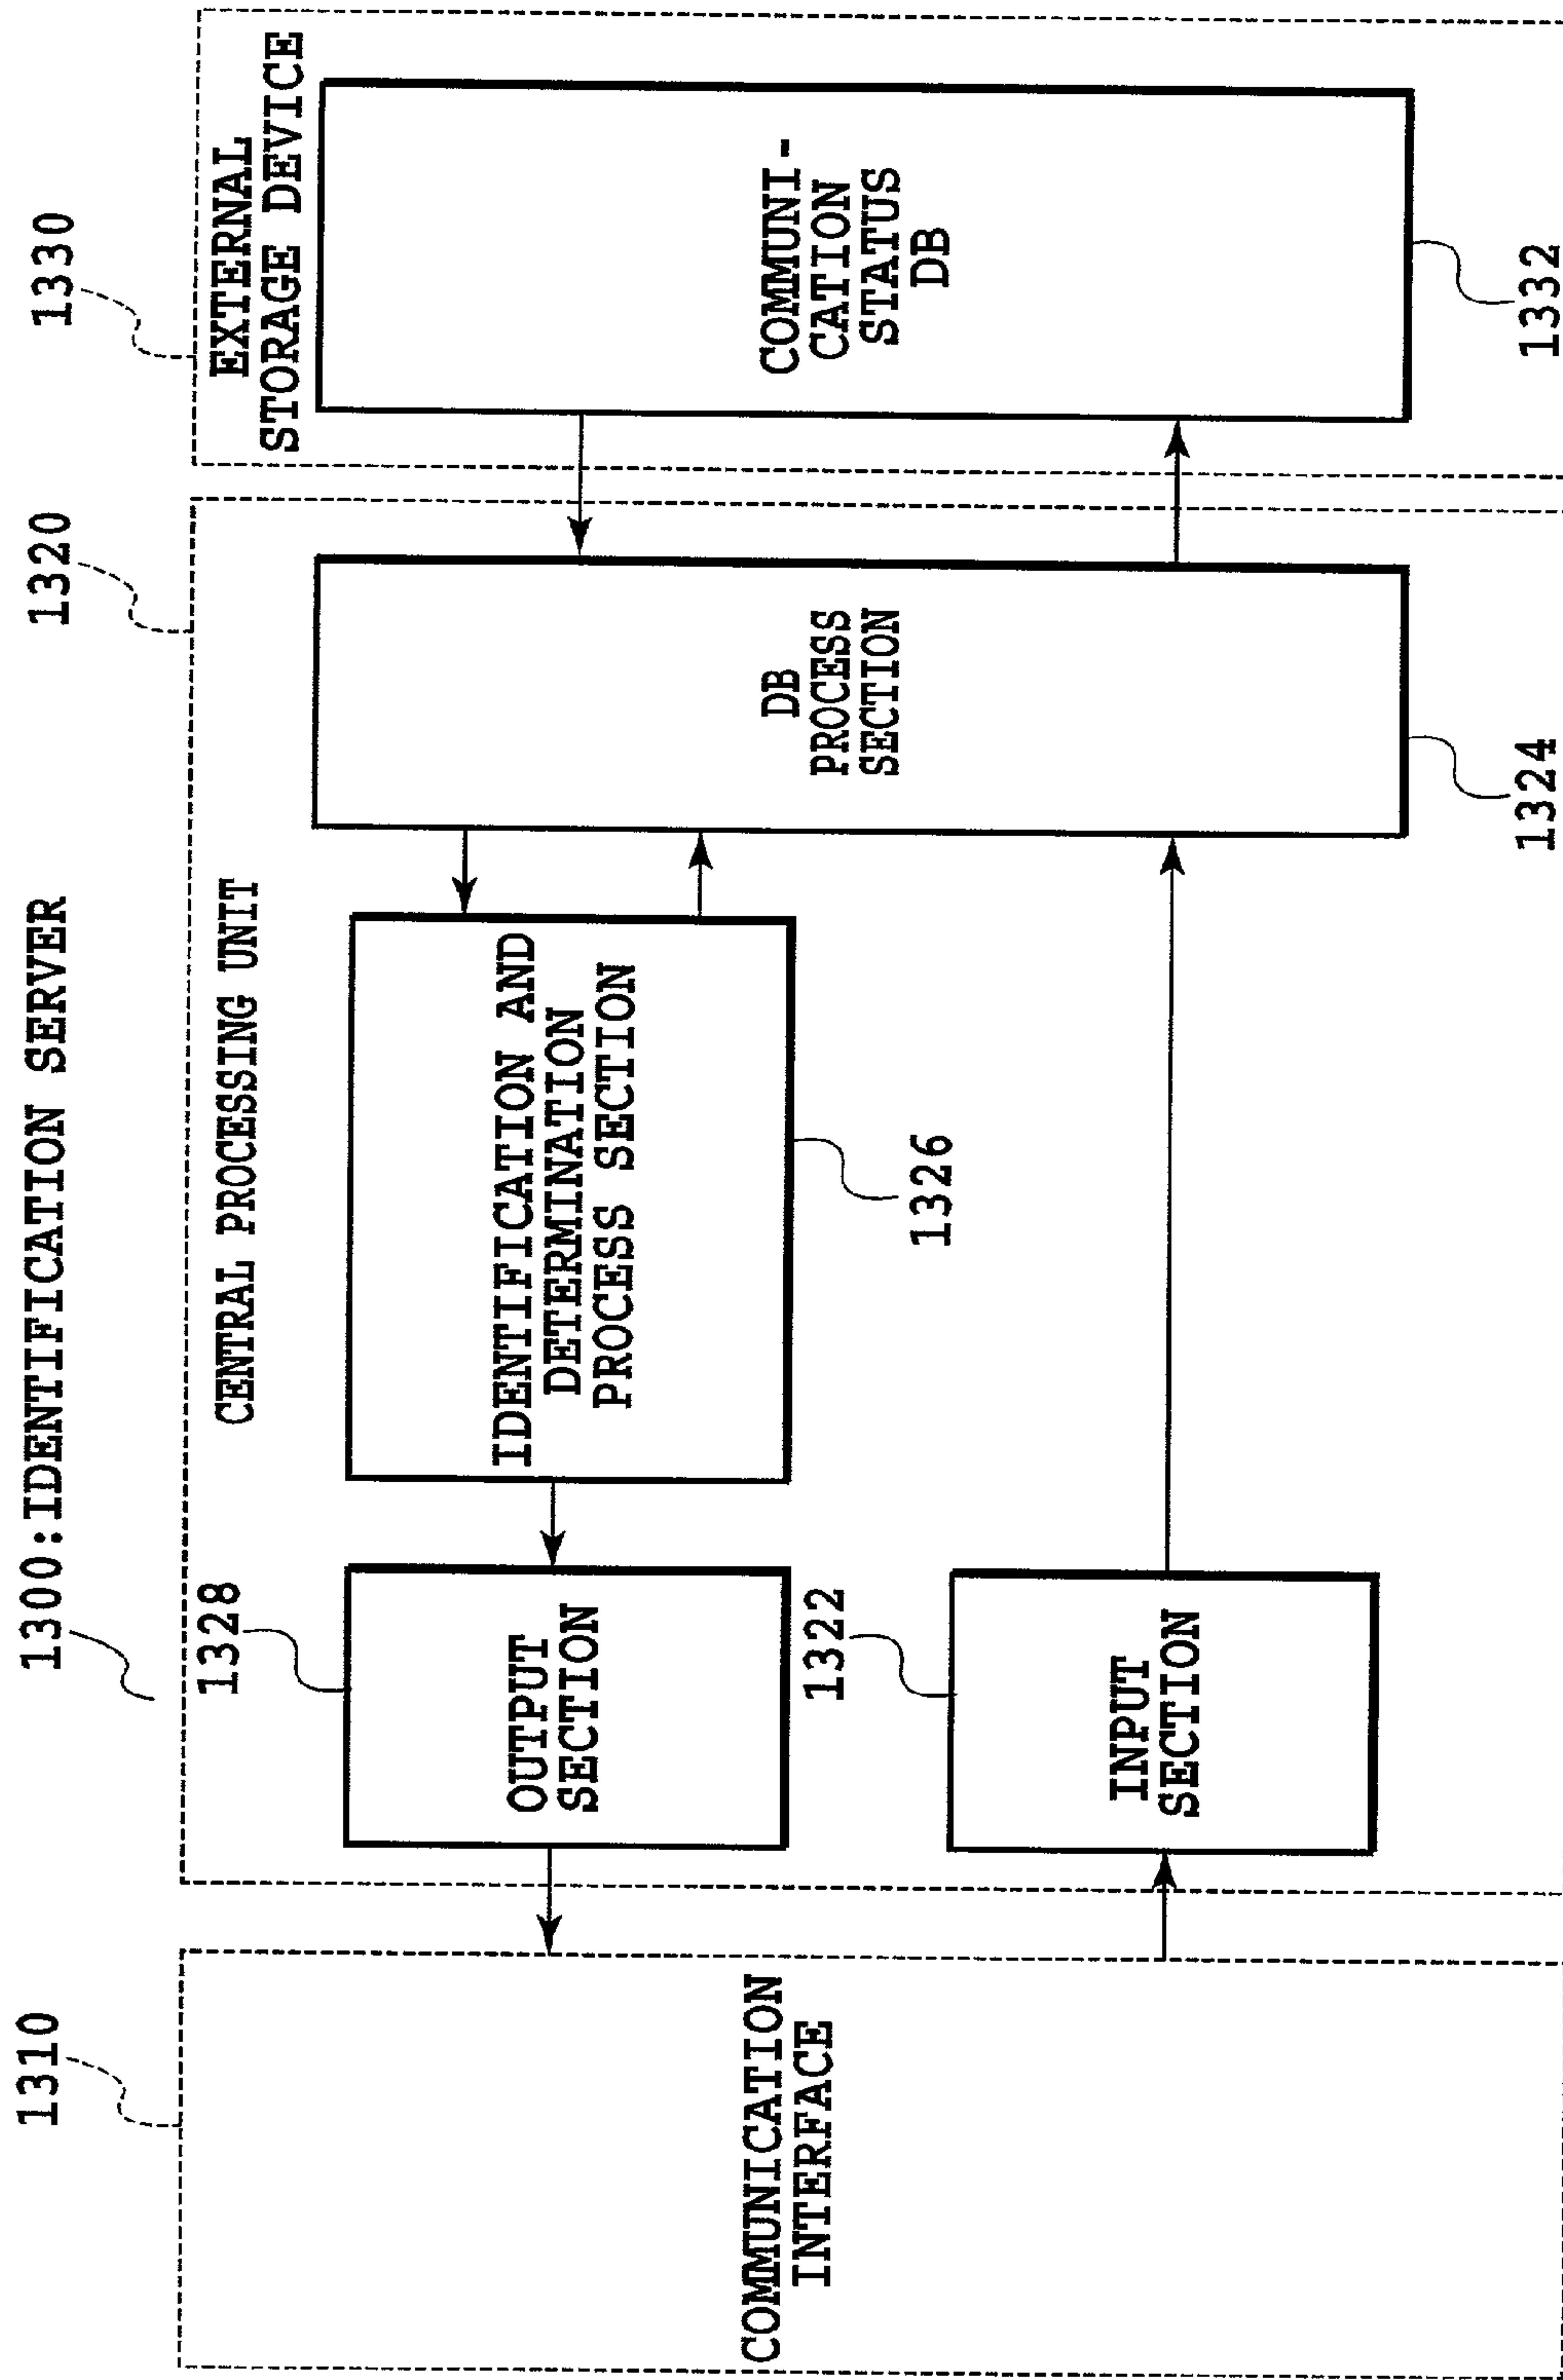 1300:IDENTIFICATION SERVER
1310
1320
1330
COMMUNICATION
INTERFACE
CENTRAL PROCESSING UNIT
1328
OUTPUT
SECTION
IDENTIFICATION AND
DETERMINATION
PROCESS SECTION
1326
1322
INPUT
SECTION
DB
PROCESS
SECTION
1324
EXTERNAL
STORAGE DEVICE
COMMUNI-
CATION
STATUS
DB
1332